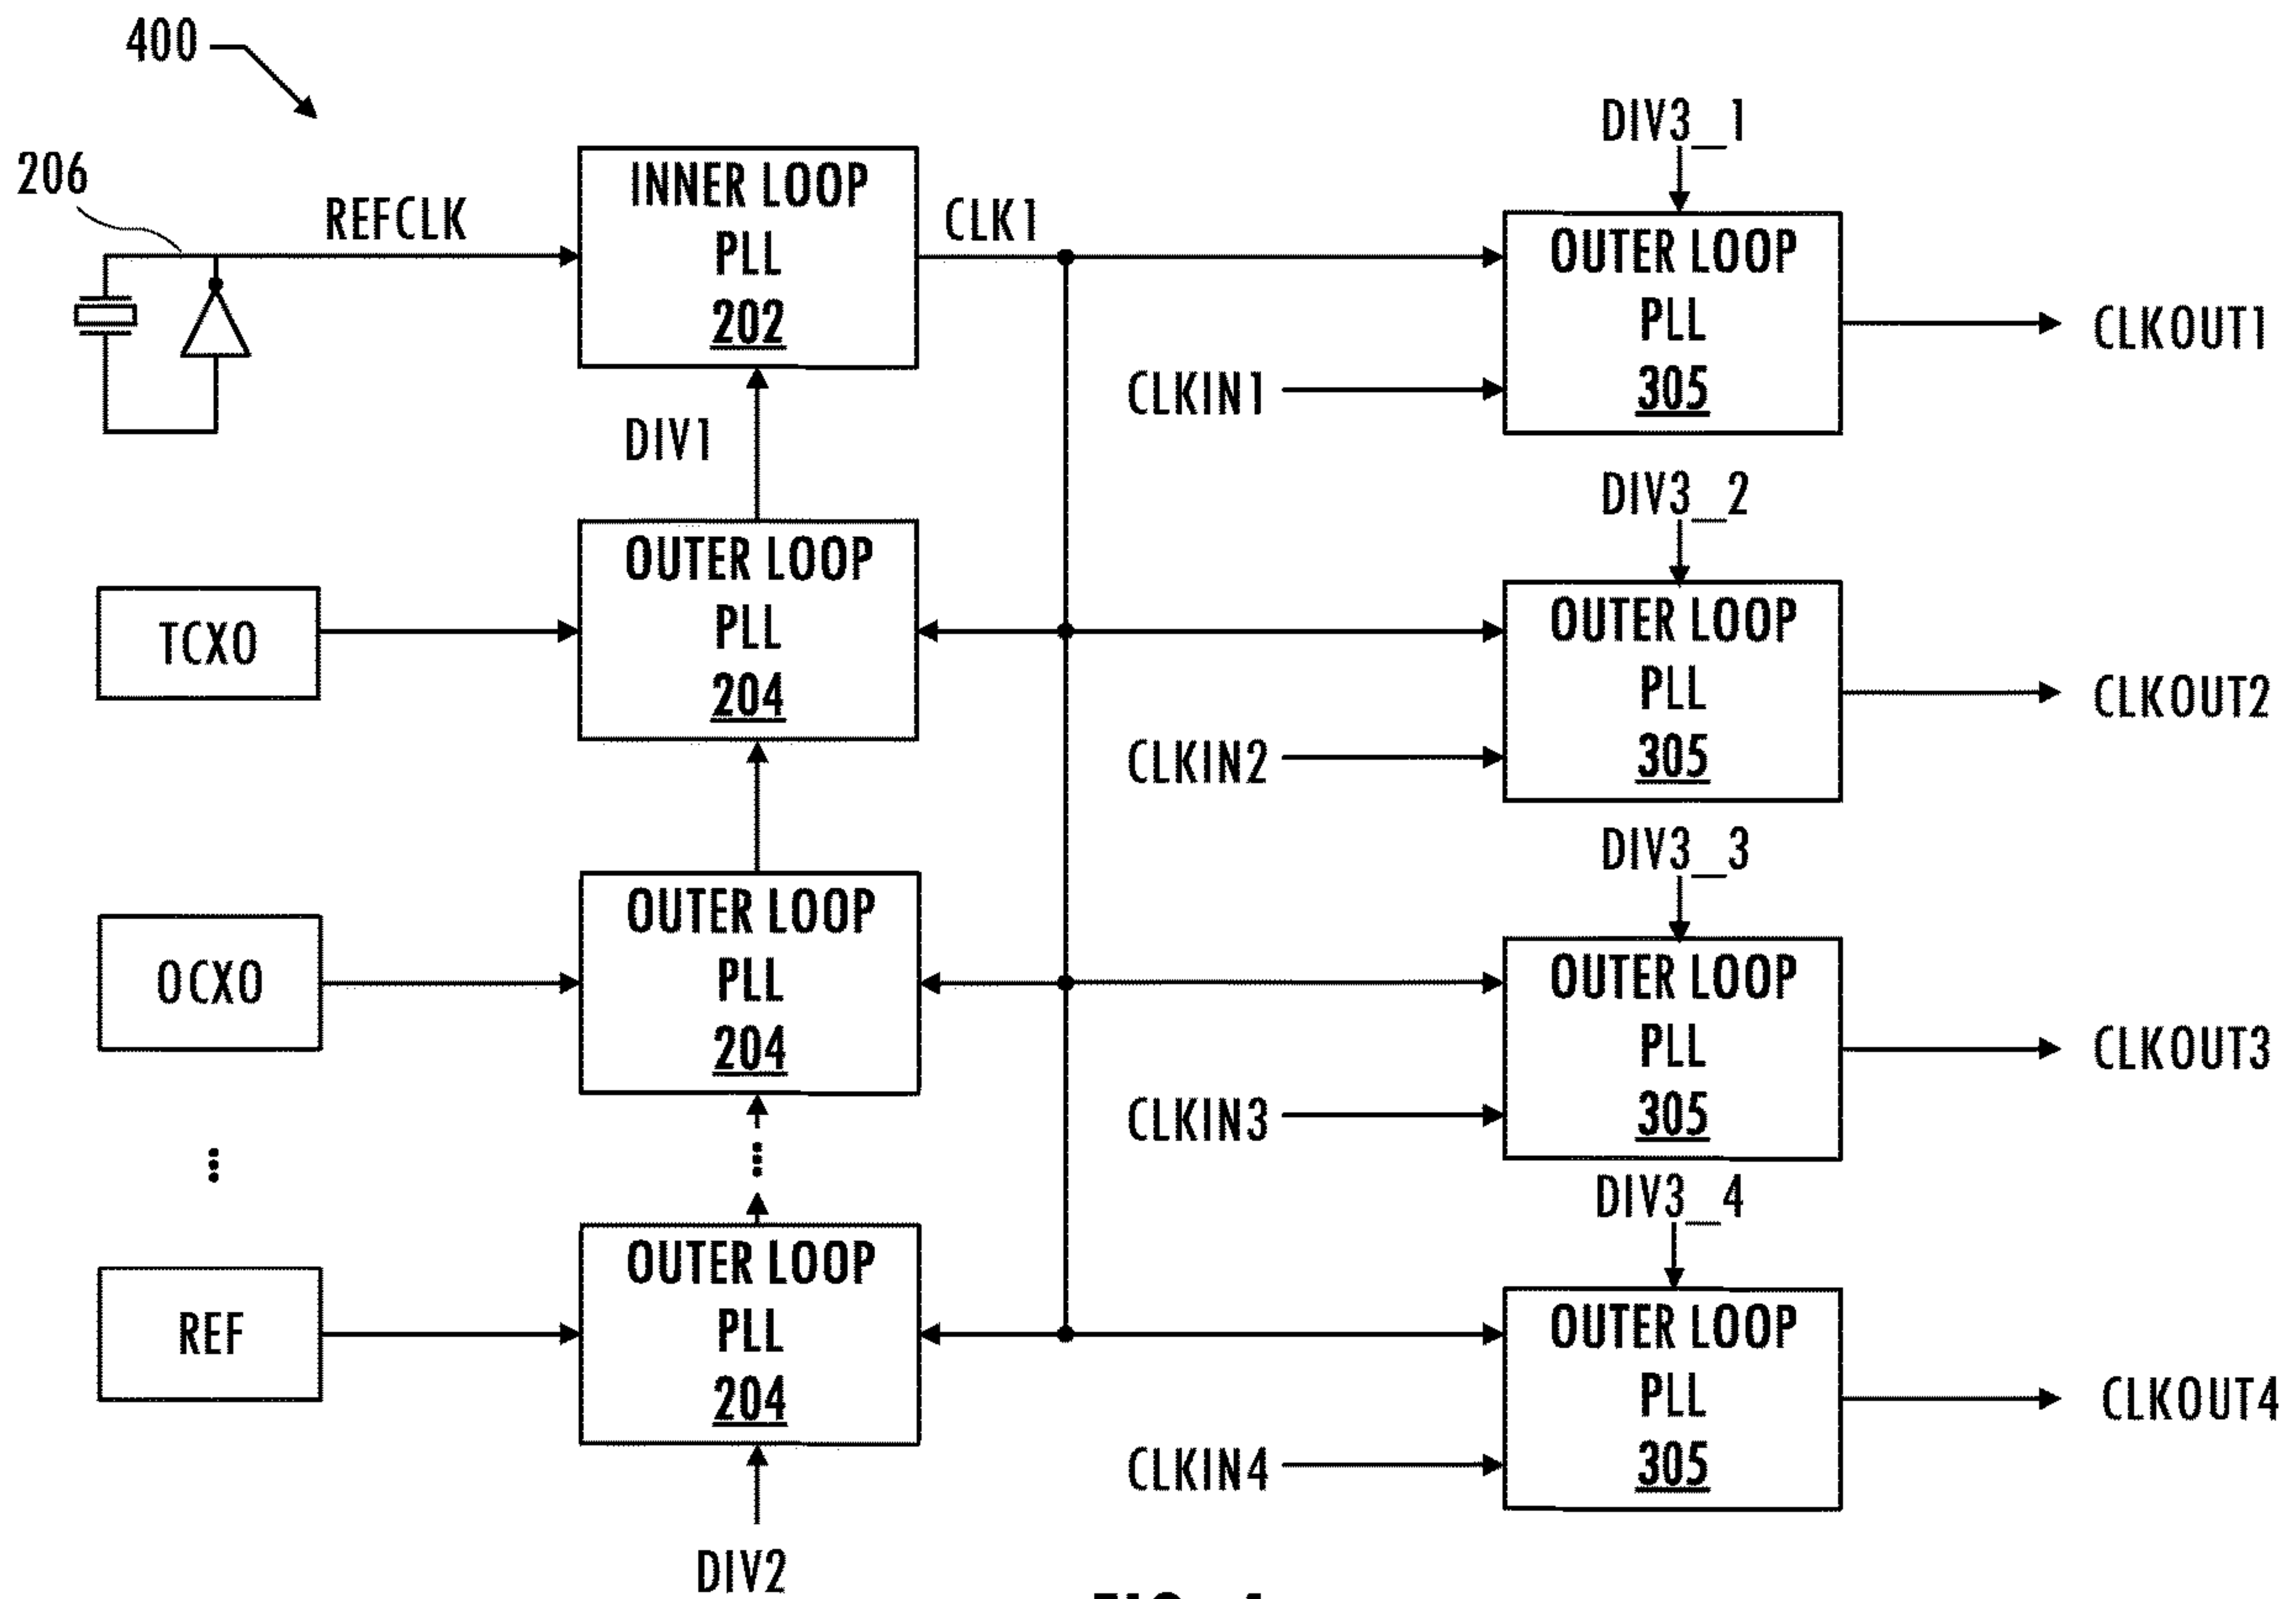 400
206
REFCLK
INNER LOOP
PLL
202
CLK1
DIV3_1
OUTER LOOP
PLL
305
CLKIN1
CLKOUT1
DIV1
TCXO
OUTER LOOP
PLL
204
DIV3_2
OUTER LOOP
PLL
305
CLKIN2
CLKOUT2
OCXO
OUTER LOOP
PLL
204
DIV3_3
OUTER LOOP
PLL
305
CLKIN3
CLKOUT3
REF
OUTER LOOP
PLL
204
DIV2
DIV3_4
OUTER LOOP
PLL
305
CLKIN4
CLKOUT4